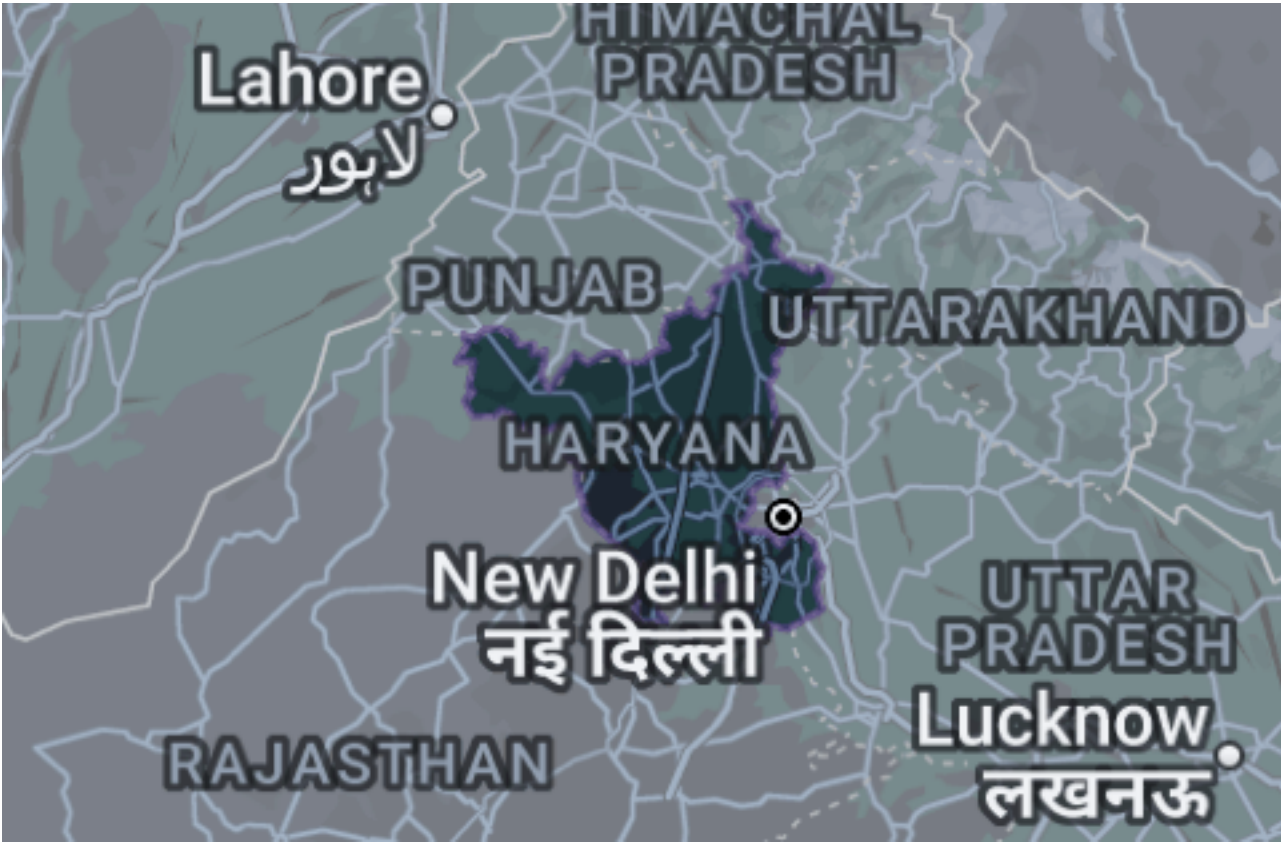 HIMACHAL
PRADESH
Lahore
لاہور
PUNJAB
UTTARAKHAND
HARYANA
New Delhi
नई दिल्ली
UTTAR
PRADESH
Lucknow
लखनऊ
RAJASTHAN